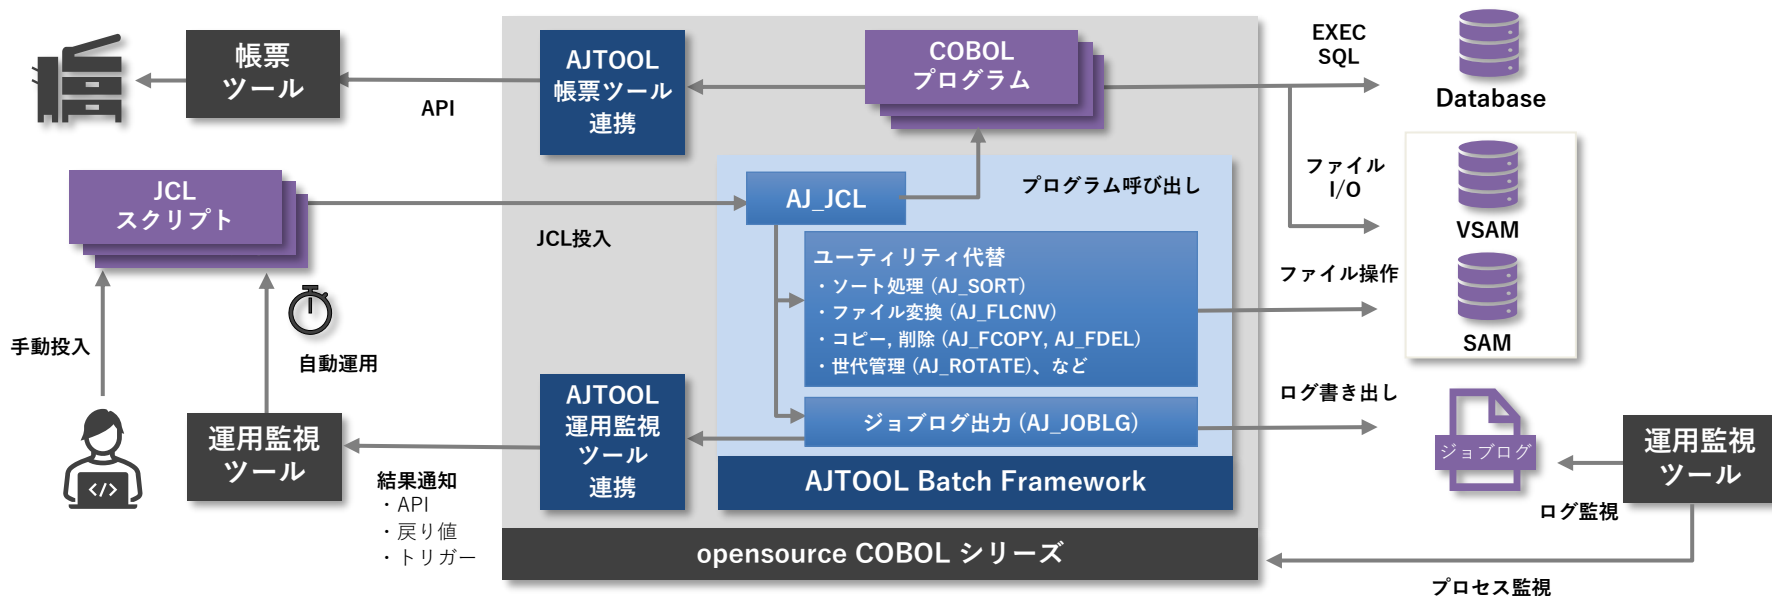 帳票
ツール
API
AJTOOL
帳票ツール
連携
COBOL
プログラム
EXEC
SQL
Database
JCL
スクリプト
JCL投入
AJ_JCL
プログラム呼び出し
ファイル
I/O
VSAM
ユーティリティ代替
・ソート処理 (AJ_SORT)
・ファイル変換 (AJ_FLCNV)
・コピー, 削除 (AJ_FCOPY, AJ_FDEL)
・世代管理 (AJ_ROTATE)、など
ファイル操作
SAM
手動投入
自動運用
運用監視
ツール
結果通知
・API
・戻り値
・トリガー
AJTOOL
運用監視
ツール
連携
ジョブログ出力 (AJ_JOBLG)
AJTOOL Batch Framework
opensource COBOL シリーズ
ログ書き出し
ジョブログ
運用監視
ツール
ログ監視
プロセス監視